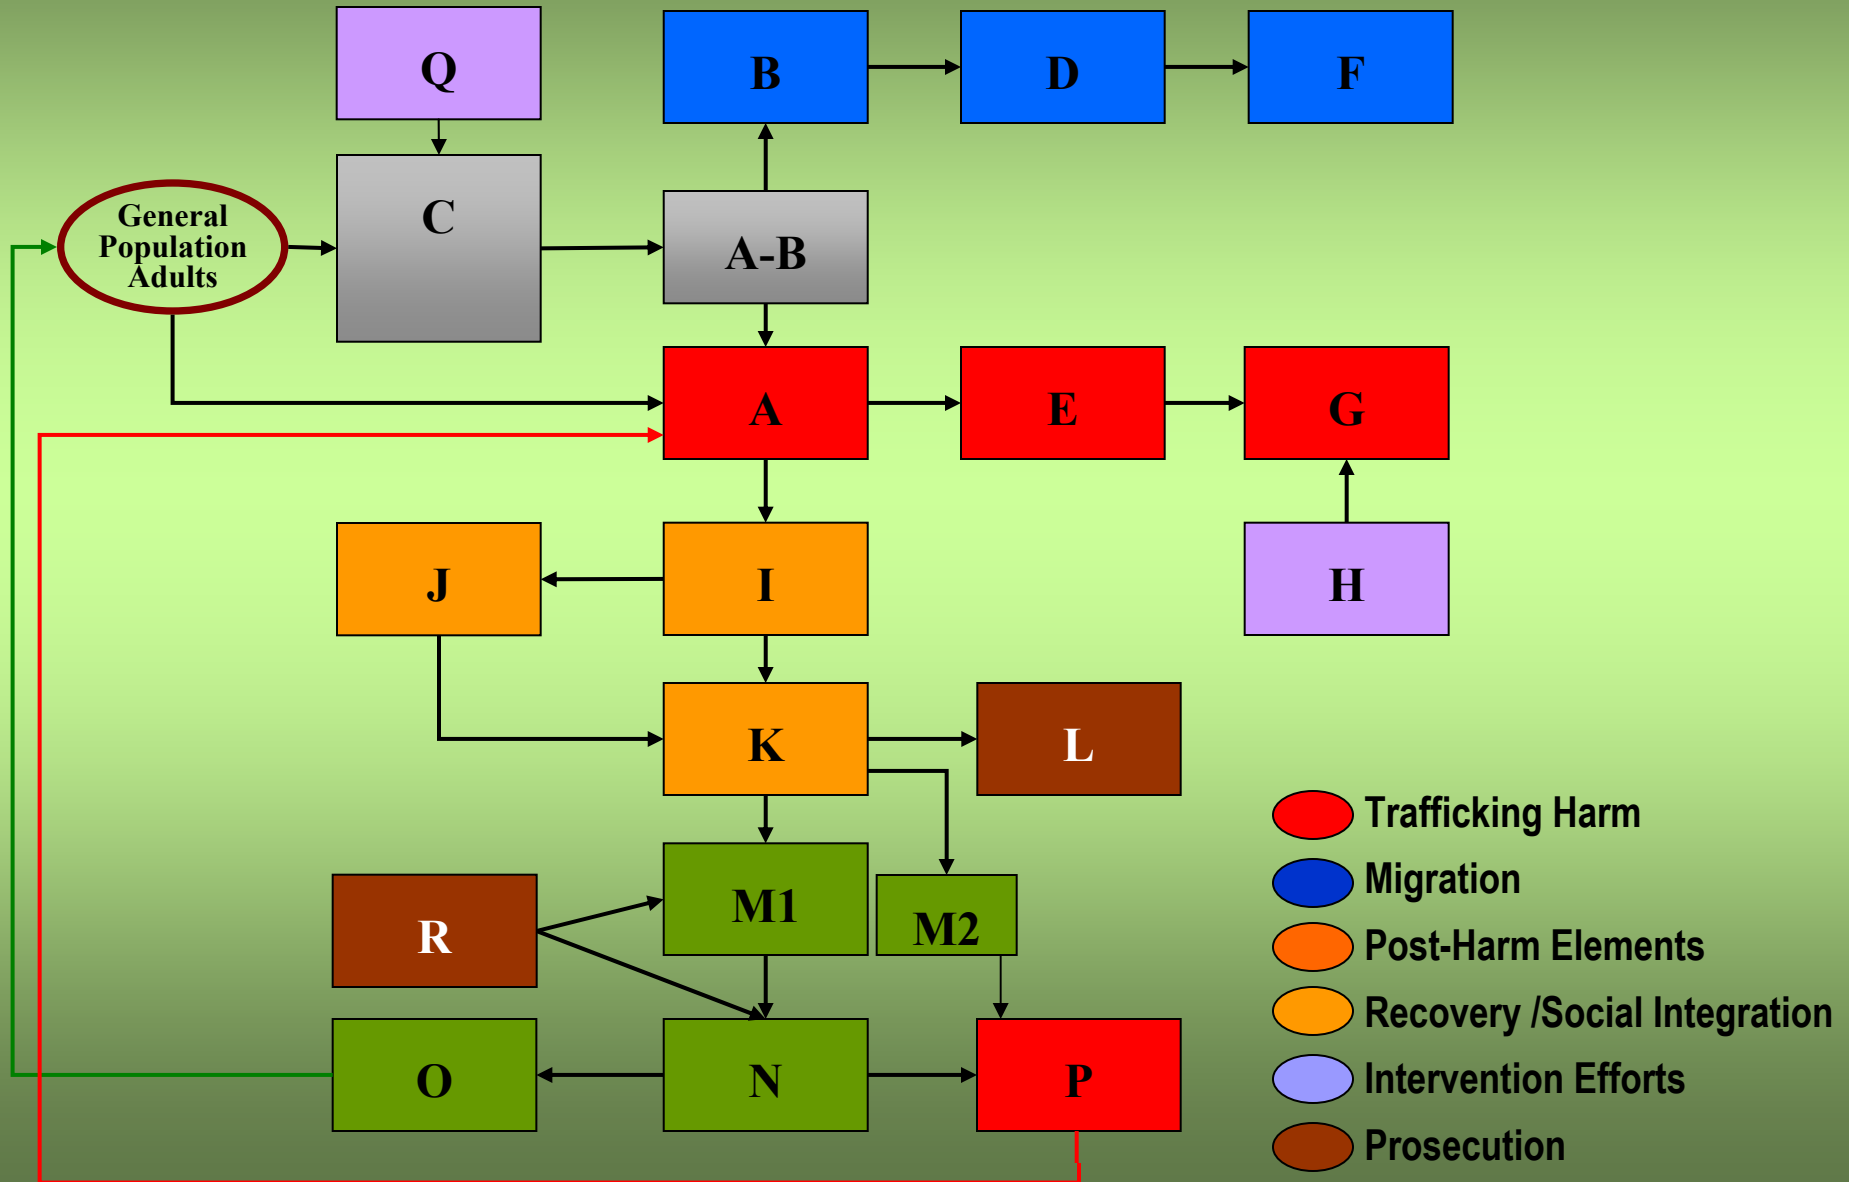 Q
B
D
F
General
Population
Adults
C
A-B
A
E
G
J
I
H
K
L
M1
M2
R
O
N
P
Trafficking Harm
Migration
Post-Harm Elements
Recovery /Social Integration
Intervention Efforts
Prosecution